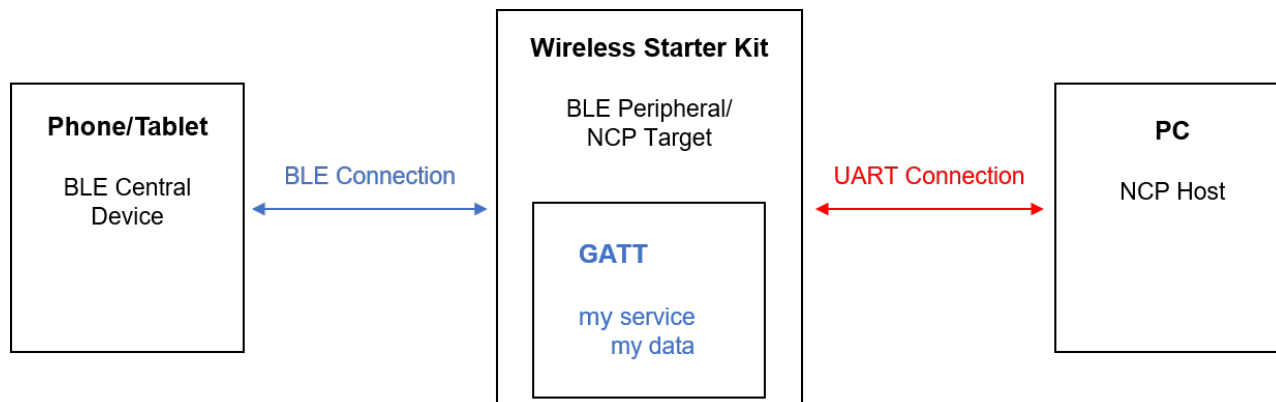 Phone/Tablet
BLE Central
Device
BLE Connection
Wireless Starter Kit
BLE Peripheral/
NCP Target
GATT
my service
my data
UART Connection
PC
NCP Host